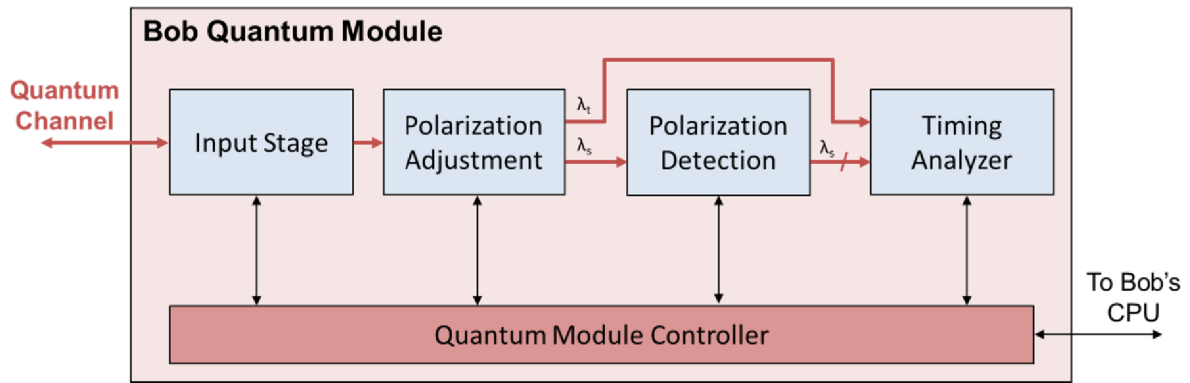 Bob Quantum Module
Quantum
Channel
Input Stage
Polarization
Adjustment
λt
λs
Polarization
Detection
λs
Timing
Analyzer
Quantum Module Controller
To Bob's
CPU